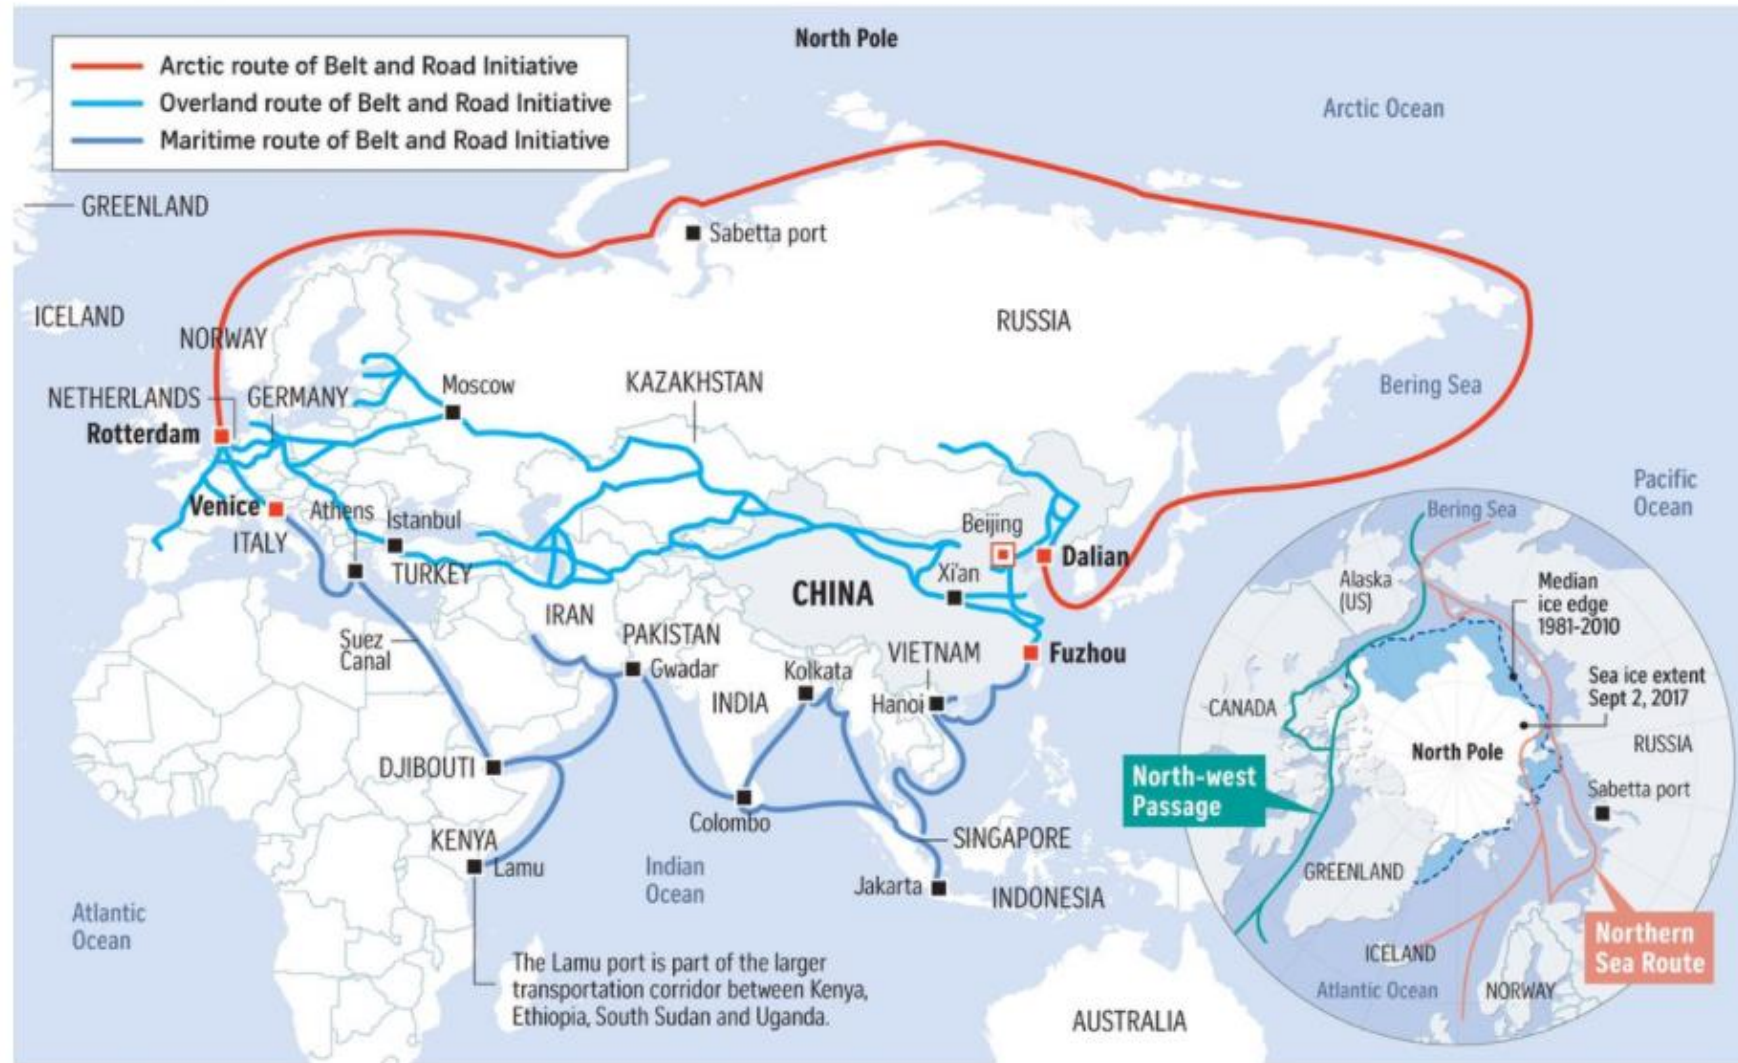 Arctic route of Belt and Road Initiative
Overland route of Belt and Road Initiative
Maritime route of Belt and Road Initiative
North Pole
Arctic Ocean
GREENLAND
Sabetta port
ICELAND
NORWAY
RUSSIA
Bering Sea
NETHERLANDS
GERMANY
Moscow
KAZAKHSTAN
Rotterdam
Pacific
Ocean
Venice
Athens
Istanbul
ITALY
TURKEY
Beijing
Dalian
Xi'an
CHINA
IRAN
Suez
Canal
PAKISTAN
Gwadar
Kolkata
VIETNAM
Fuzhou
INDIA
Hanoi
DJIBOUTI
Colombo
KENYA
Lamu
SINGAPORE
Indian
Ocean
Jakarta
INDONESIA
Atlantic
Ocean
The Lamu port is part of the larger
transportation corridor between Kenya,
Ethiopia, South Sudan and Uganda.
AUSTRALIA
Bering Sea
Alaska
(US)
Median
ice edge
1981-2010
Sea ice extent
Sept 2, 2017
CANADA
North Pole
RUSSIA
North-west
Passage
Sabetta port
GREENLAND
Northern
Sea Route
ICELAND
Atlantic Ocean
NORWAY